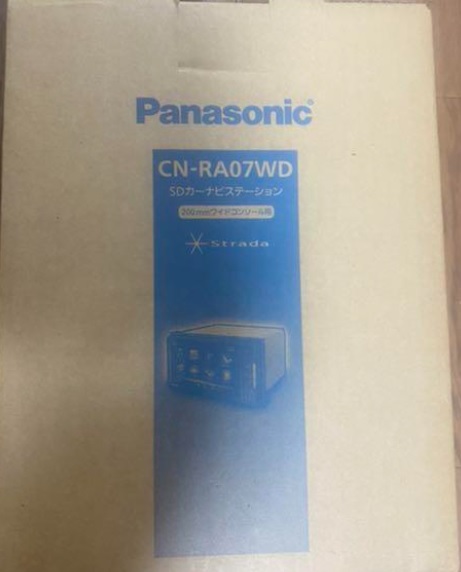 Panasonic
CN-RA07WD
SDカーナビステーション
200mmワイドコンソール用
Strada